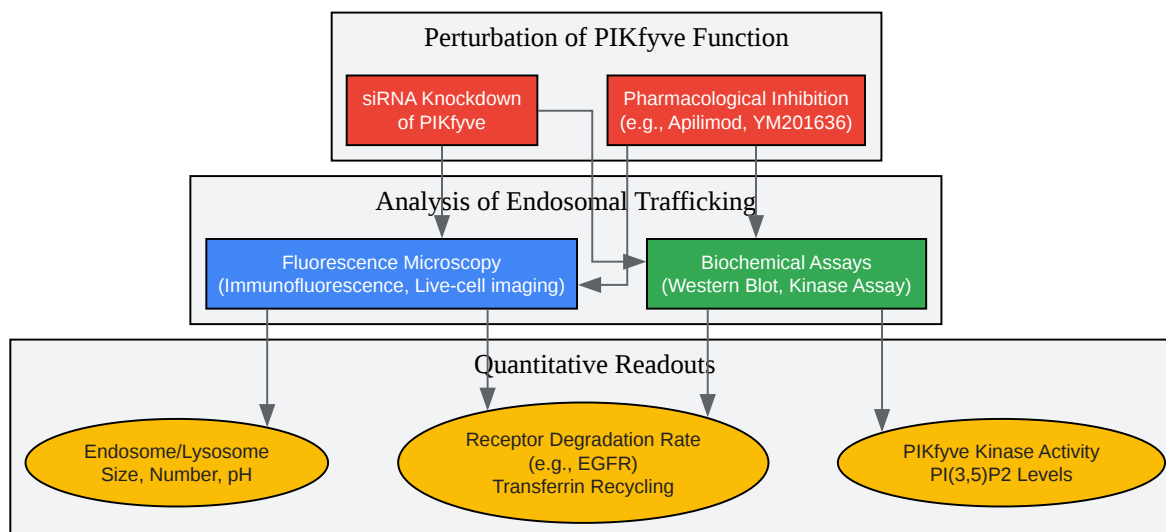 Perturbation of PIKfyve Function
siRNA Knockdown
of PIKfyve
Pharmacological Inhibition
(e.g., Apilimod, YM201636)
Analysis of Endosomal Trafficking
Fluorescence Microscopy
(Immunofluorescence, Live-cell imaging)
Biochemical Assays
(Western Blot, Kinase Assay)
Quantitative Readouts
Endosome/Lysosome
Size, Number, pH
Receptor Degradation Rate
(e.g., EGFR)
Transferrin Recycling
PIKfyve Kinase Activity
PI(3,5)P2 Levels